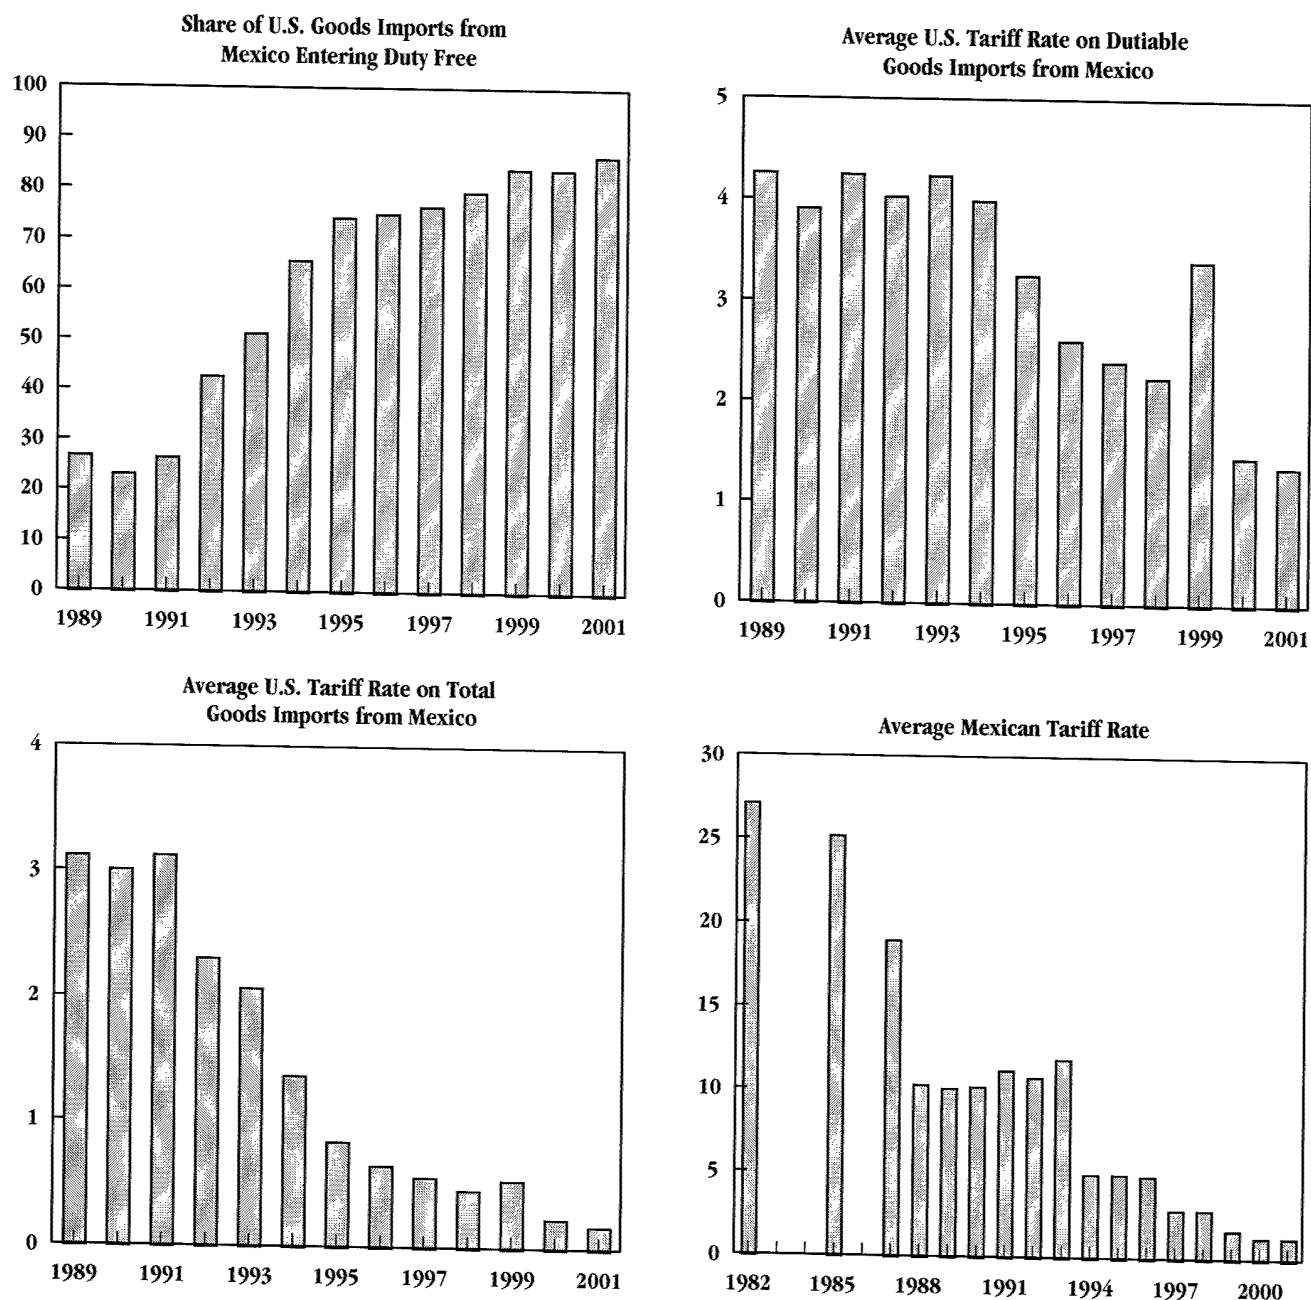 Share of U.S. Goods Imports from
Mexico Entering Duty Free
100
90
80
70
60
50
40
30
20
10
0
1989 1991 1993 1995 1997 1999 2001
Average U.S. Tariff Rate on Dutiable
Goods Imports from Mexico
5
4
3
2
1
0
1989 1991 1993 1995 1997 1999 2001
Average U.S. Tariff Rate on Total
Goods Imports from Mexico
4
3
2
1
0
1989 1991 1993 1995 1997 1999 2001
Average Mexican Tariff Rate
30
25
20
15
10
5
0
1982 1985 1988 1991 1994 1997 2000